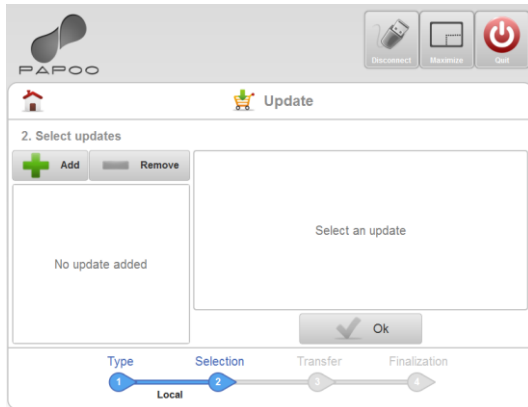 PAPOO
Disconnect
Maximize
Quit
Update
2. Select updates
Add
Remove
No update added
Select an update
Ok
Type
Selection
Transfer
Finalization
1
2
3
4
Local